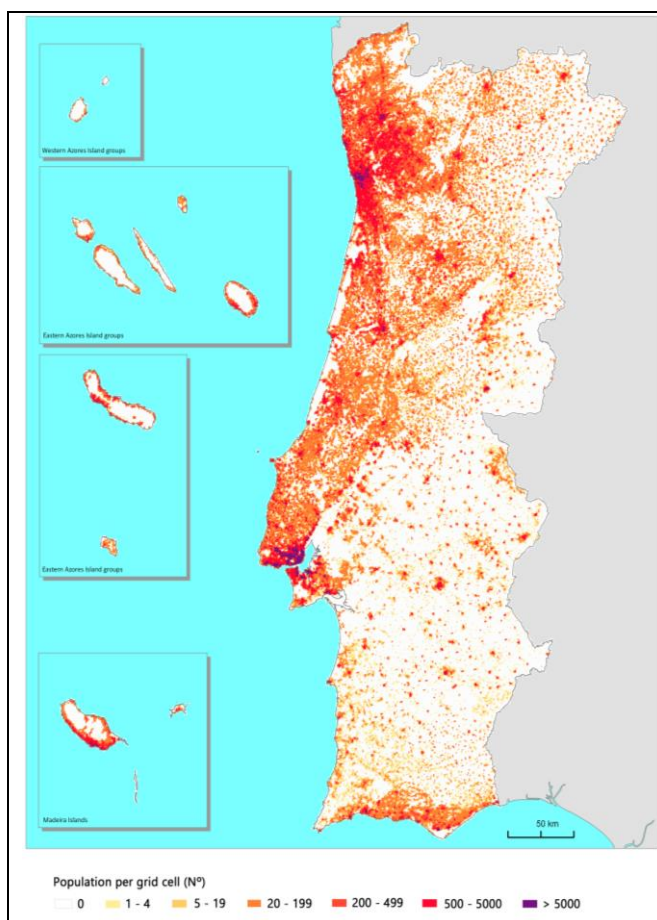 Western Azores Island groups
Eastern Azores Island groups
Eastern Azores Island groups
Madeira Islands
50 km
Population per grid cell (Nº)
0 1 - 4 5 - 19 20 - 199 200 - 499 500 - 5000 > 5000